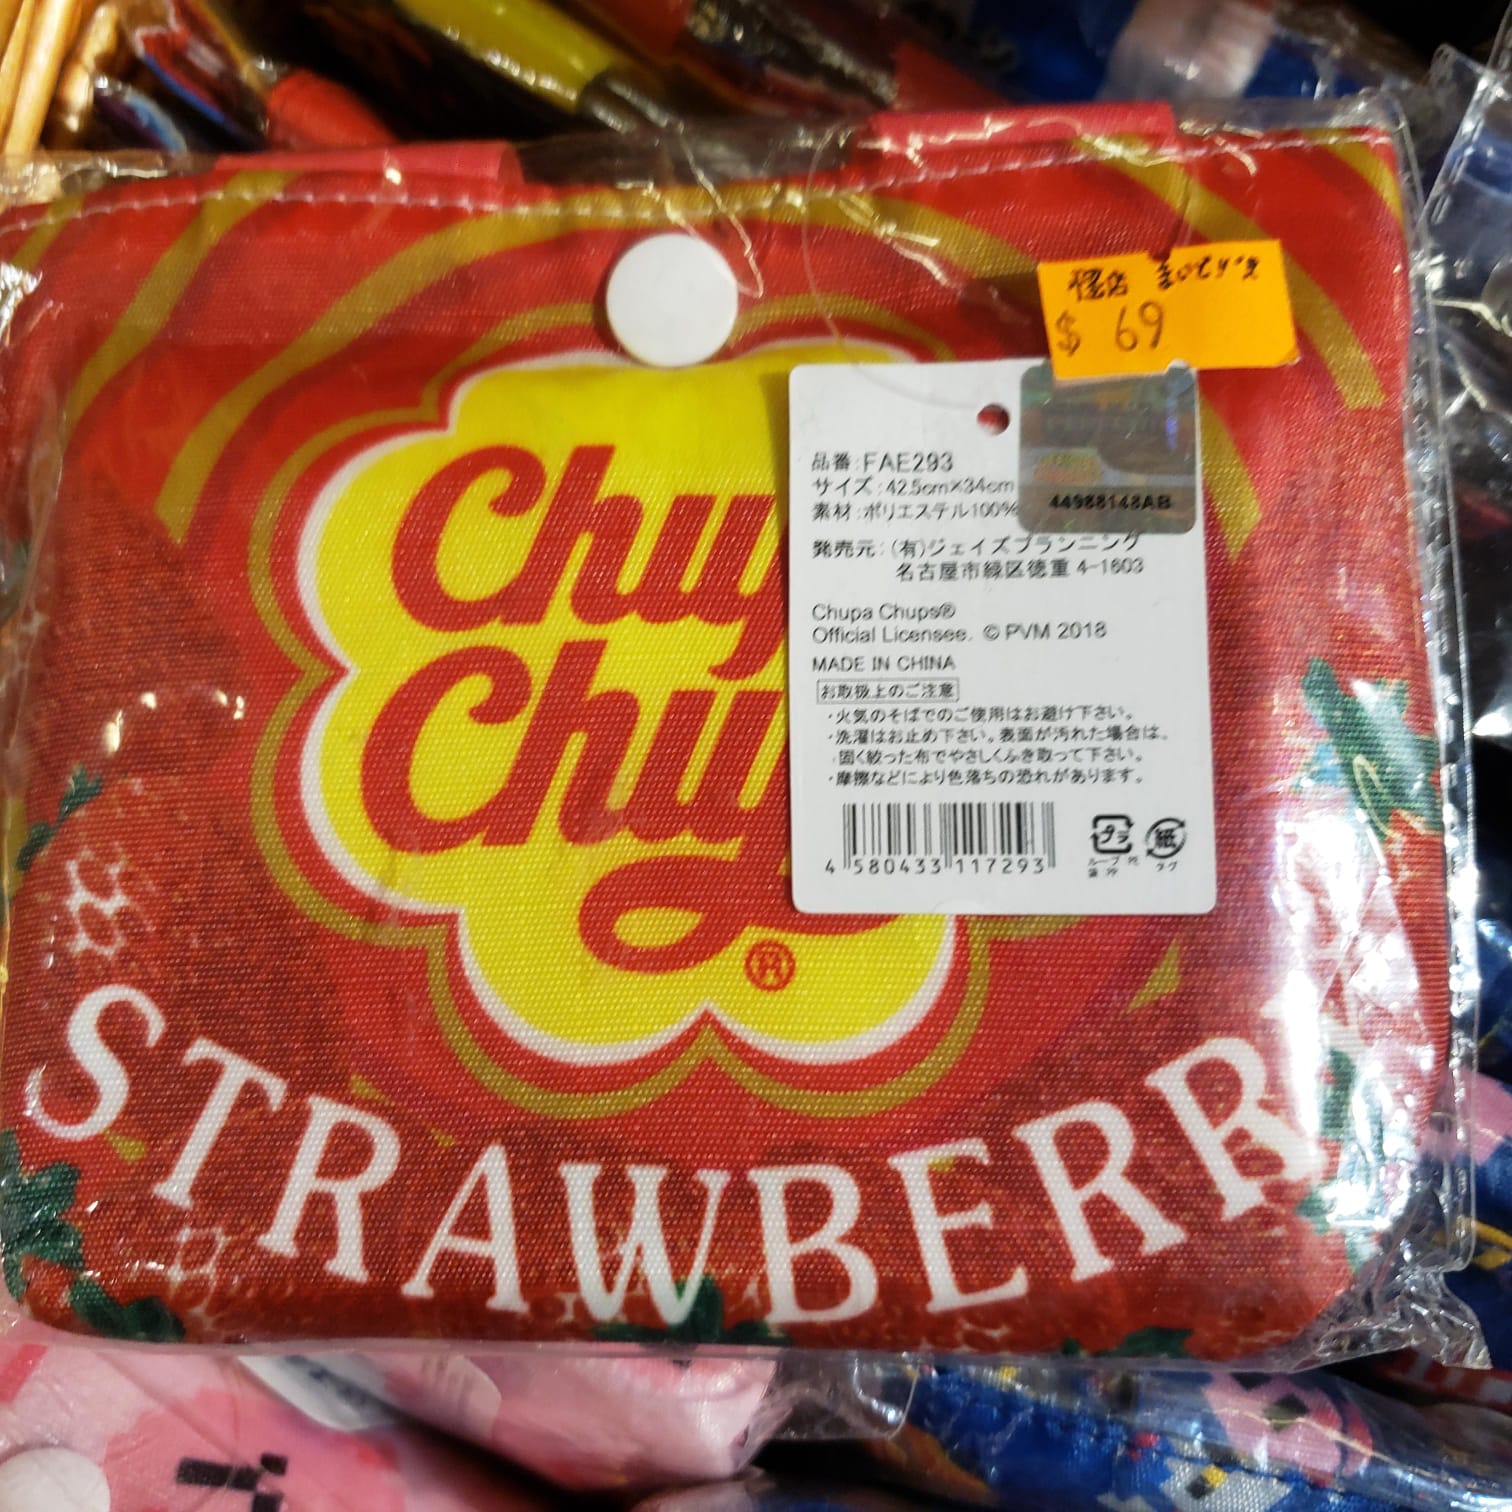 $ 69
Chu
Chu
®
STRAWBERR
品番:FAE293
サイズ:42.5cm×34cm
素材:ポリエステル100%
44988148AB
発売元:(有)ジェイズプランニング
名古屋市緑区徳重 4-1603
Chupa Chups®
Official Licensee. © PVM 2018
MADE IN CHINA
お取扱上のご注意
・火気のそばでのご使用はお避け下さい。
・洗濯はお止め下さい。表面が汚れた場合は、
固く絞った布でやさしくふき取って下さい。
・摩擦などにより色落ちの恐れがあります。
4 580433 117293
プラ
紙
タグ